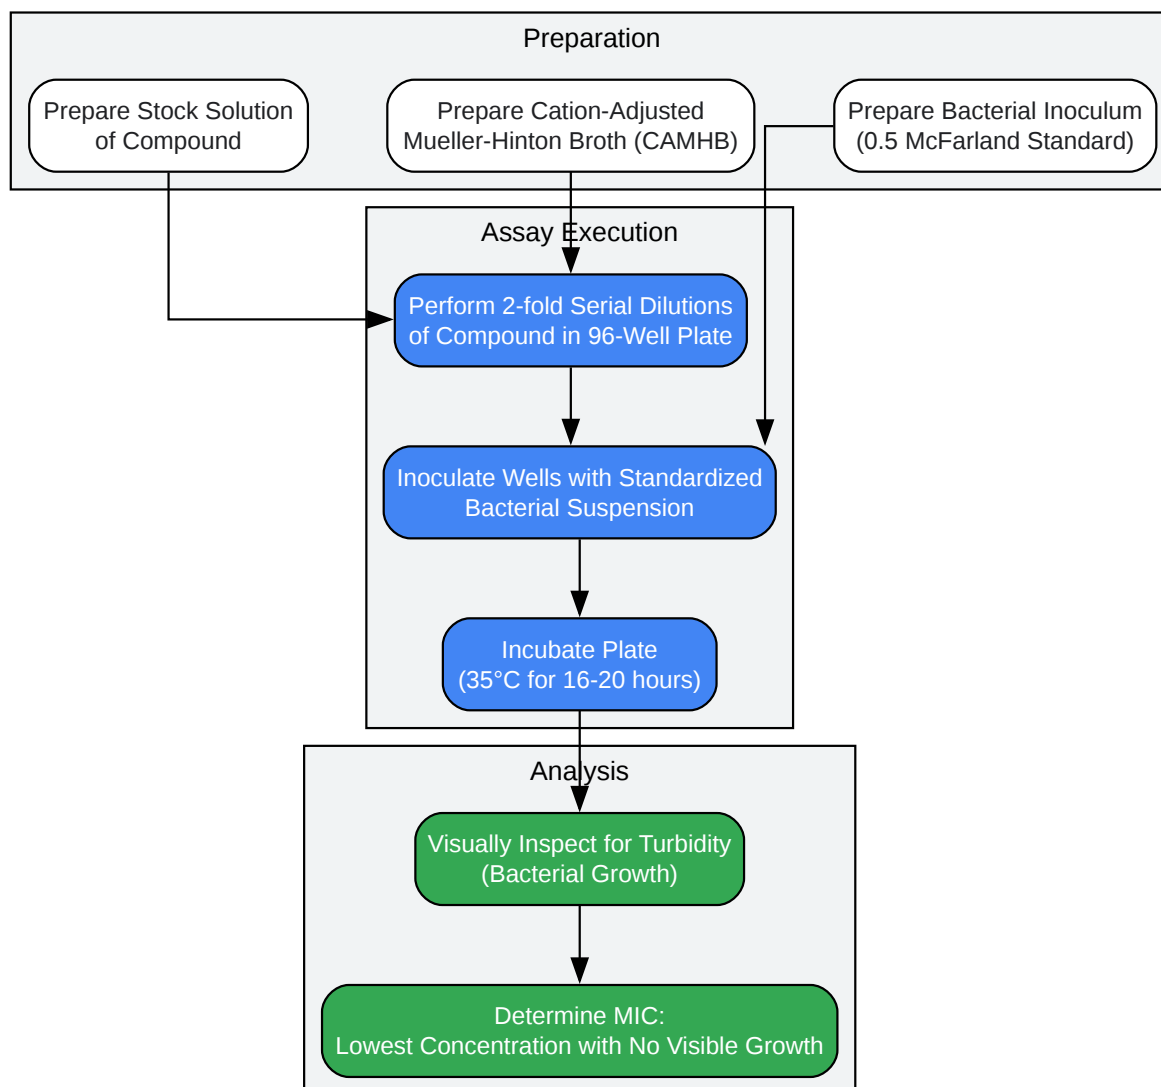 Preparation
Prepare Stock Solution
of Compound
Prepare Cation-Adjusted
Mueller-Hinton Broth (CAMHB)
Prepare Bacterial Inoculum
(0.5 McFarland Standard)
Assay Execution
Perform 2-fold Serial Dilutions
of Compound in 96-Well Plate
Inoculate Wells with Standardized
Bacterial Suspension
Incubate Plate
(35°C for 16-20 hours)
Analysis
Visually Inspect for Turbidity
(Bacterial Growth)
Determine MIC:
Lowest Concentration with No Visible Growth